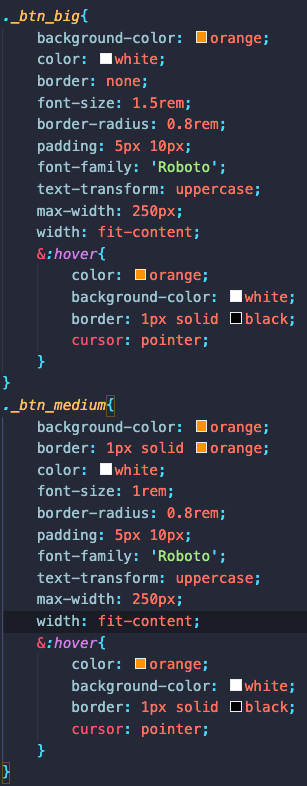 ._btn_big{
background-color: orange;
color: white;
border: none;
font-size: 1.5rem;
border-radius: 0.8rem;
padding: 5px 10px;
font-family: 'Roboto';
text-transform: uppercase;
max-width: 250px;
width: fit-content;
&:hover{
color: orange;
background-color: white;
border: 1px solid black;
cursor: pointer;
}
}
._btn_medium{
background-color: orange;
border: 1px solid orange;
color: white;
font-size: 1rem;
border-radius: 0.8rem;
padding: 5px 10px;
font-family: 'Roboto';
text-transform: uppercase;
max-width: 250px;
width: fit-content;
&:hover{
color: orange;
background-color: white;
border: 1px solid black;
cursor: pointer;
}
}